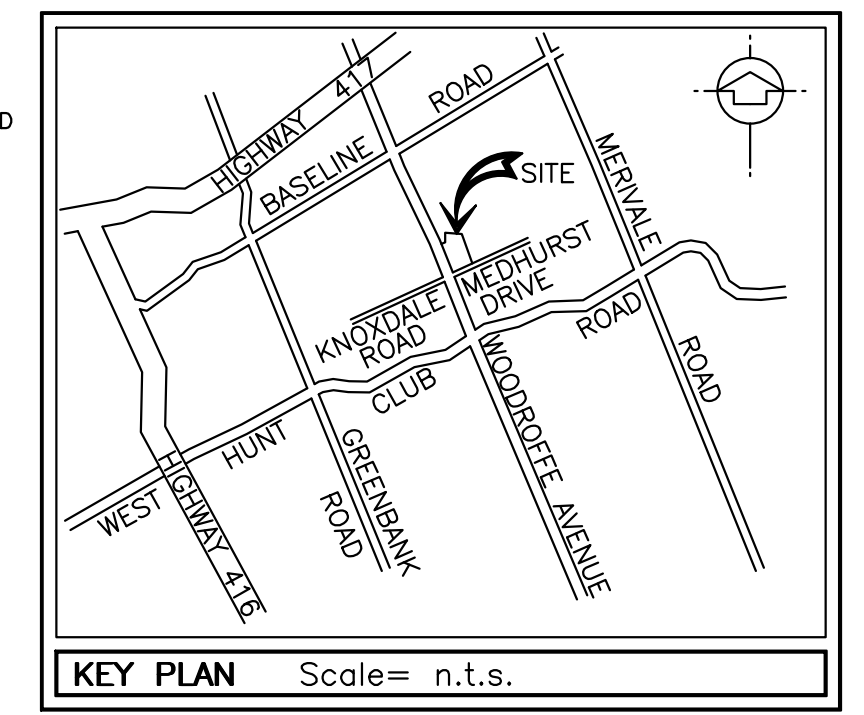 D
HIGHWAY 417
BASELINE ROAD
SITE
MERIVALE ROAD
MEDHURST
DRIVE
KNOXDALE
ROAD
WEST HUNT CLUB ROAD
WOODROFFE AVENUE
GREENBANK
ROAD
HIGHWAY 416
KEY PLAN Scale= n.t.s.